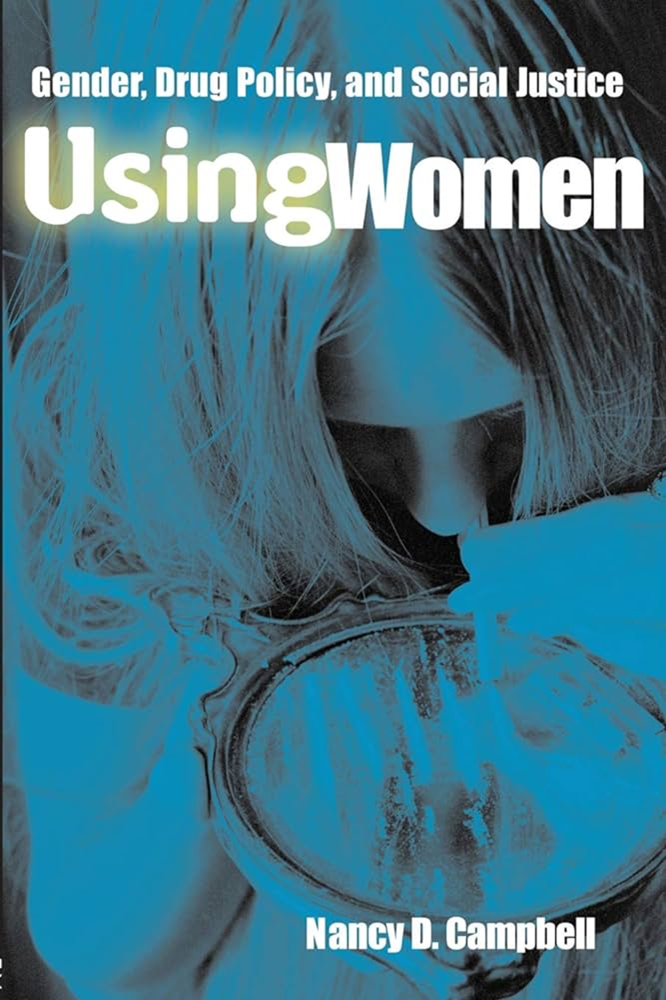 Gender, Drug Policy, and Social Justice
UsingWomen
Nancy D. Campbell